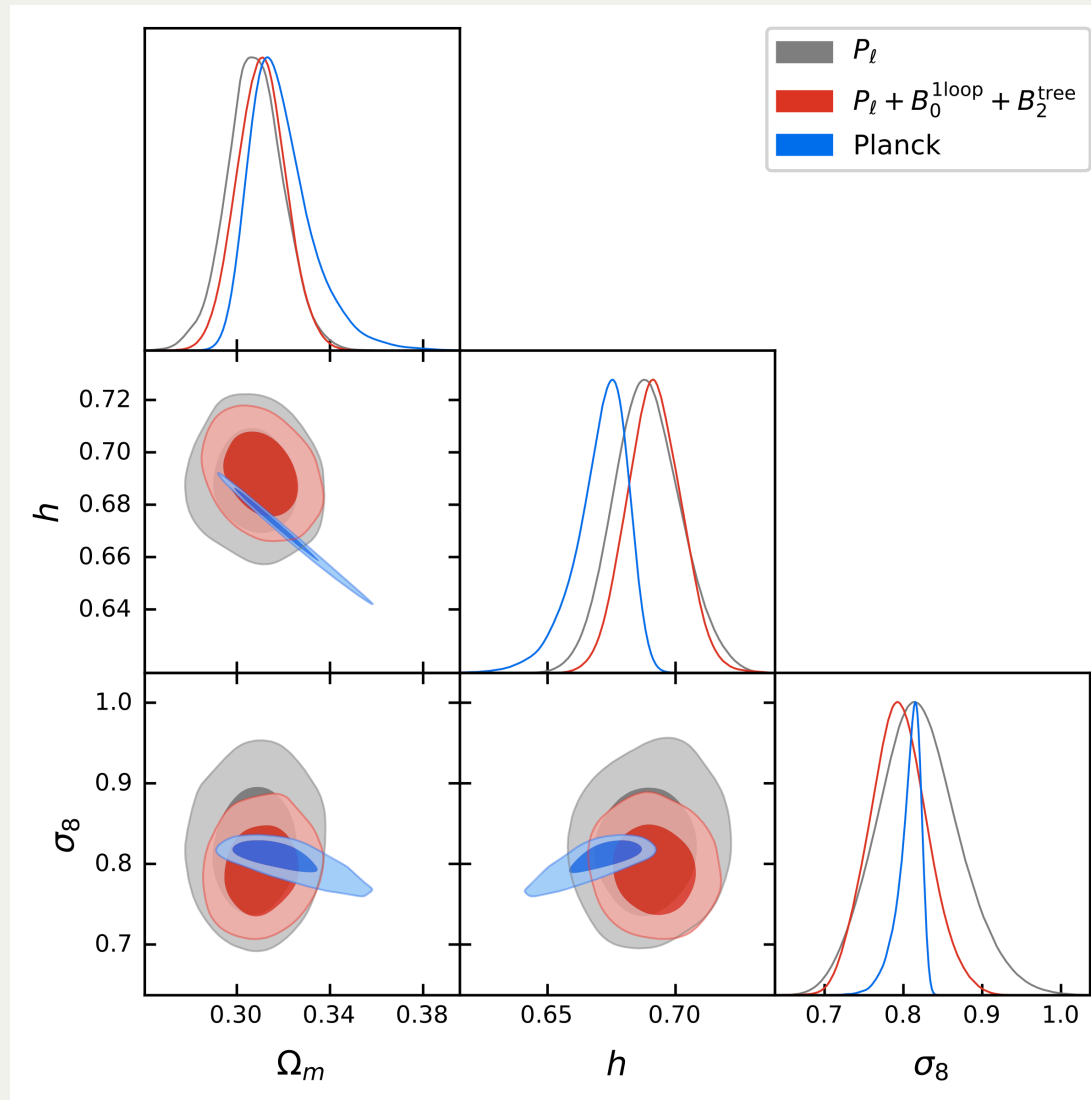 P_ℓ
P_ℓ + B_0^{1loop} + B_2^{tree}
Planck
h
0.72
0.70
0.68
0.66
0.64
σ_8
1.0
0.9
0.8
0.7
0.30 0.34 0.38 0.65 0.70 0.7 0.8 0.9 1.0
Ω_m h σ_8